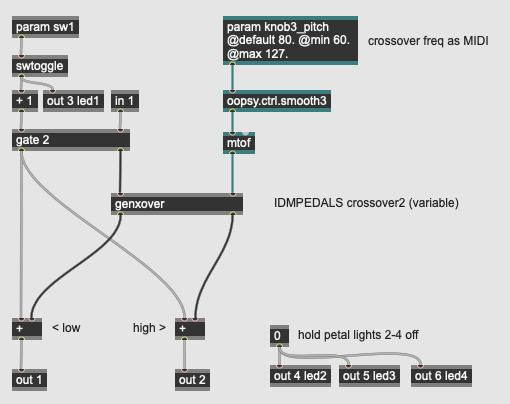 param sw1
param knob3_pitch
@default 80. @min 60.
@max 127.
crossover freq as MIDI
swtoggle
+ 1
out 3 led1
in 1
oopsy.ctrl.smooth3
gate 2
mtof
genxover
IDMPEDALS crossover2 (variable)
+
< low
high >
+
0
hold petal lights 2-4 off
out 1
out 2
out 4 led2
out 5 led3
out 6 led4